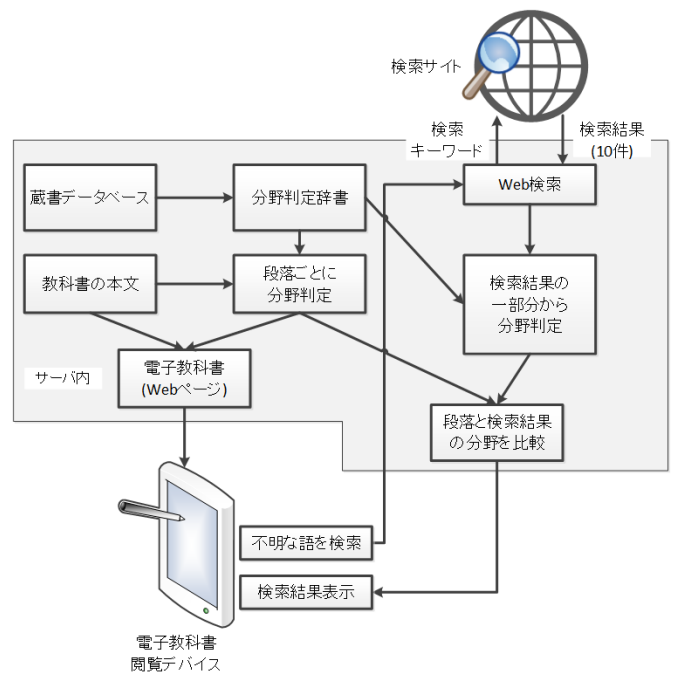 検索サイト
検索
キーワード
検索結果
(10件)
蔵書データベース
分野判定辞書
Web検索
教科書の本文
段落ごとに
分野判定
検索結果の
一部分から
分野判定
サーバ内
電子教科書
(Webページ)
段落と検索結果
の分野を比較
不明な語を検索
検索結果表示
電子教科書
閲覧デバイス